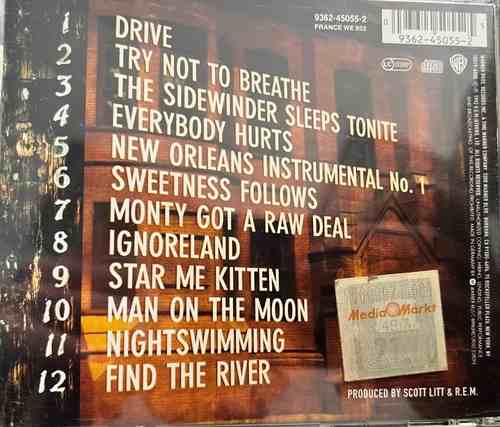 9362-45055-2
FRANCE WE 852
9362-45055-2
1 DRIVE
2 TRY NOT TO BREATHE
3 THE SIDEWINDER SLEEPS TONITE
4 EVERYBODY HURTS
5 NEW ORLEANS INSTRUMENTAL No. 1
6 SWEETNESS FOLLOWS
7 MONTY GOT A RAW DEAL
8 IGNORELAND
9 STAR ME KITTEN
10 MAN ON THE MOON
11 NIGHTSWIMMING
12 FIND THE RIVER
Media Markt
PRODUCED BY SCOTT LITT & R.E.M.